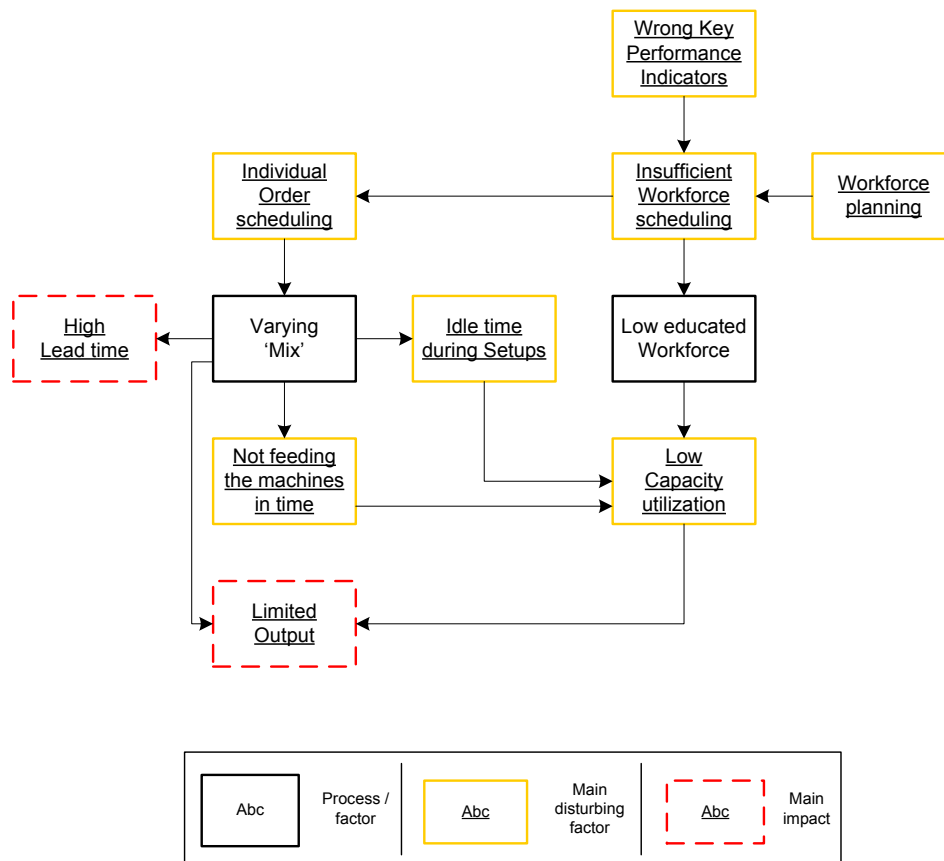 Wrong Key
Performance
Indicators
Individual
Order
scheduling
Insufficient
Workforce
scheduling
Workforce
planning
High
Lead time
Varying
‘Mix’
Idle time
during Setups
Low educated
Workforce
Not feeding
the machines
in time
Low
Capacity
utilization
Limited
Output
Abc
Process /
factor
Abc
Main
disturbing
factor
Abc
Main
impact